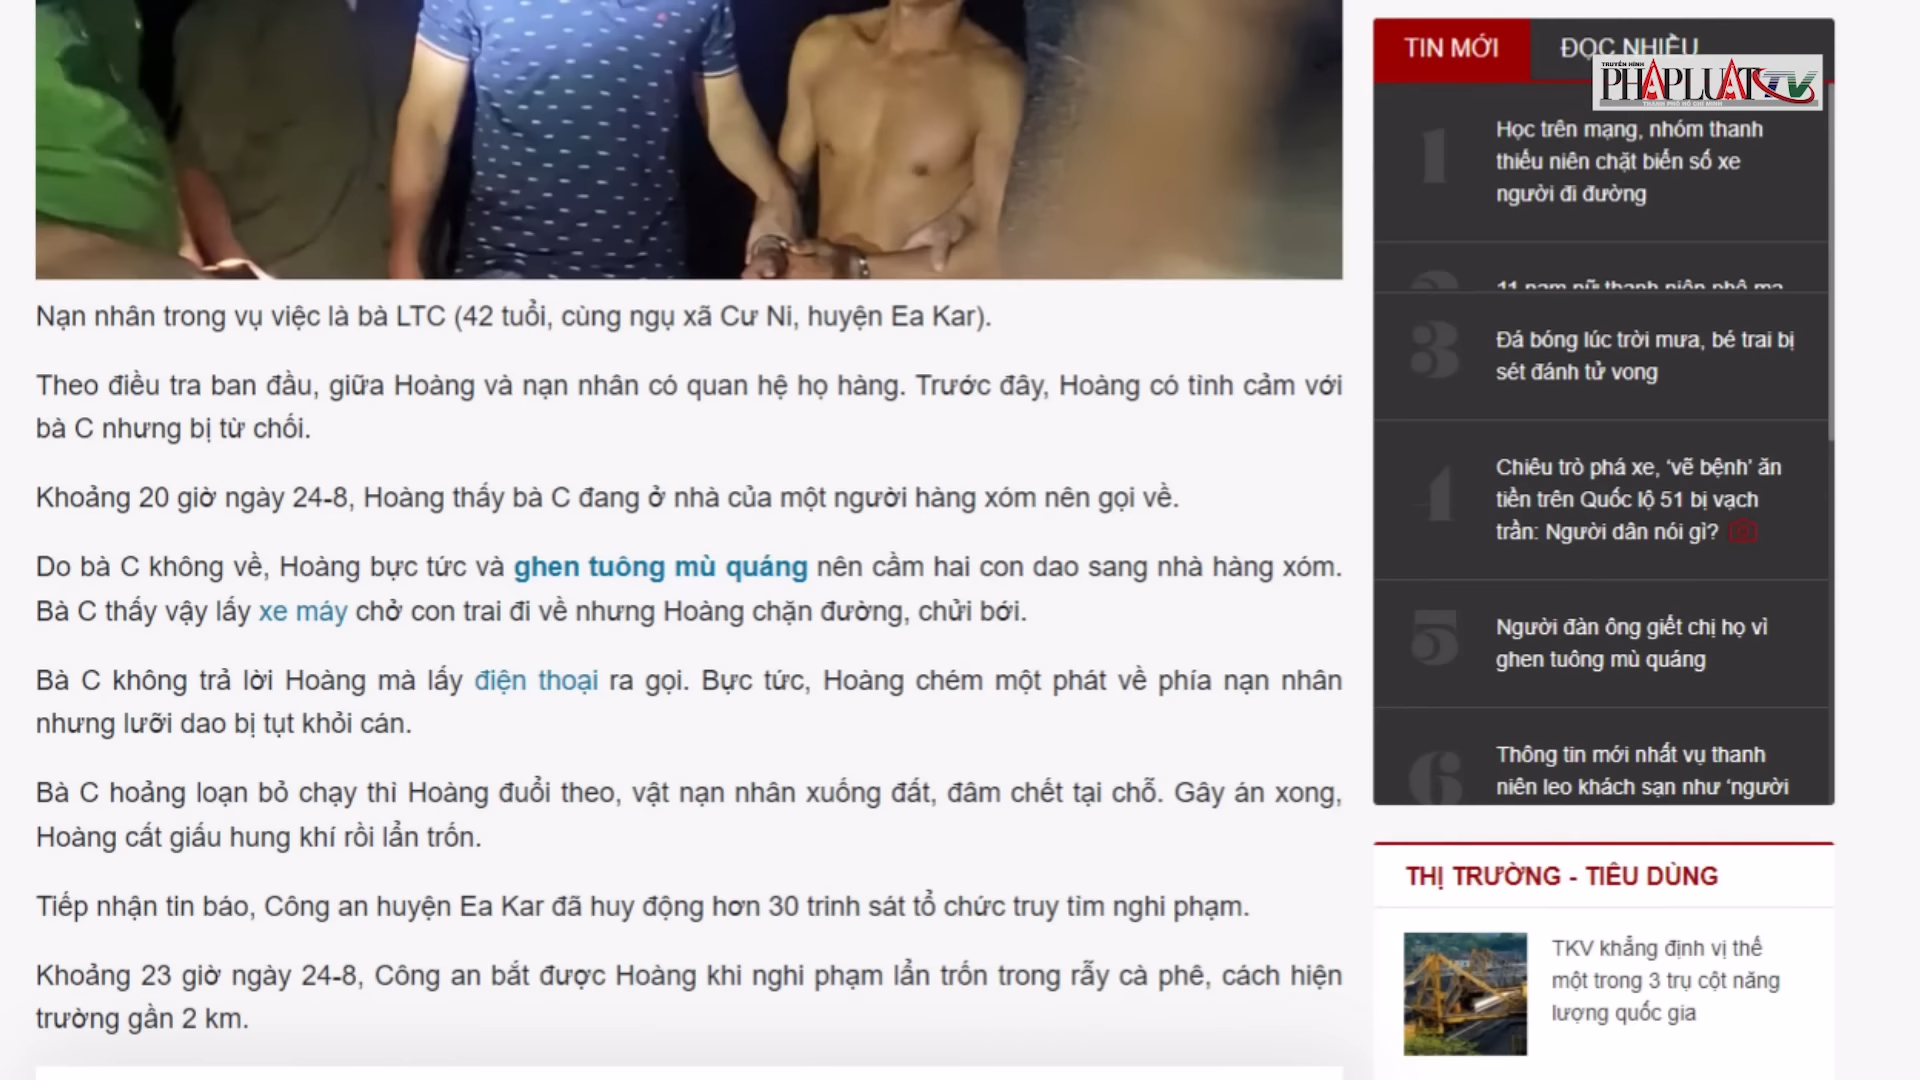 Nạn nhân trong vụ việc là bà LTC (42 tuổi, cùng ngụ xã Cư Ni, huyện Ea Kar).
Theo điều tra ban đầu, giữa Hoàng và nạn nhân có quan hệ họ hàng. Trước đây, Hoàng có tình cảm với
bà C nhưng bị từ chối.
Khoảng 20 giờ ngày 24-8, Hoàng thấy bà C đang ở nhà của một người hàng xóm nên gọi về.
Do bà C không về, Hoàng bực tức và ghen tuông mù quáng nên cầm hai con dao sang nhà hàng xóm.
Bà C thấy vậy lấy xe máy chở con trai đi về nhưng Hoàng chặn đường, chửi bới.
Bà C không trả lời Hoàng mà lấy điện thoại ra gọi. Bực tức, Hoàng chém một phát về phía nạn nhân
nhưng lưỡi dao bị tụt khỏi cán.
Bà C hoảng loạn bỏ chạy thì Hoàng đuổi theo, vật nạn nhân xuống đất, đâm chết tại chỗ. Gây án xong,
Hoàng cất giấu hung khí rồi lẩn trốn.
Tiếp nhận tin báo, Công an huyện Ea Kar đã huy động hơn 30 trinh sát tổ chức truy tìm nghi phạm.
Khoảng 23 giờ ngày 24-8, Công an bắt được Hoàng khi nghi phạm lẩn trốn trong rẫy cà phê, cách hiện
trường gần 2 km.
TIN MỚI
ĐỌC NHIỀU
TRUYỀN HÌNH
PHÁPLUẬT TV
THÀNH PHỐ HỒ CHÍ MINH
1
Học trên mạng, nhóm thanh
thiếu niên chặt biển số xe
người đi đường
11 nam nữ thanh niên phê ma
3
Đá bóng lúc trời mưa, bé trai bị
sét đánh tử vong
4
Chiêu trò phá xe, ‘vẽ bệnh’ ăn
tiền trên Quốc lộ 51 bị vạch
trần: Người dân nói gì?
5
Người đàn ông giết chị họ vì
ghen tuông mù quáng
6
Thông tin mới nhất vụ thanh
niên leo khách sạn như ‘người
THỊ TRƯỜNG - TIÊU DÙNG
TKV khẳng định vị thế
một trong 3 trụ cột năng
lượng quốc gia